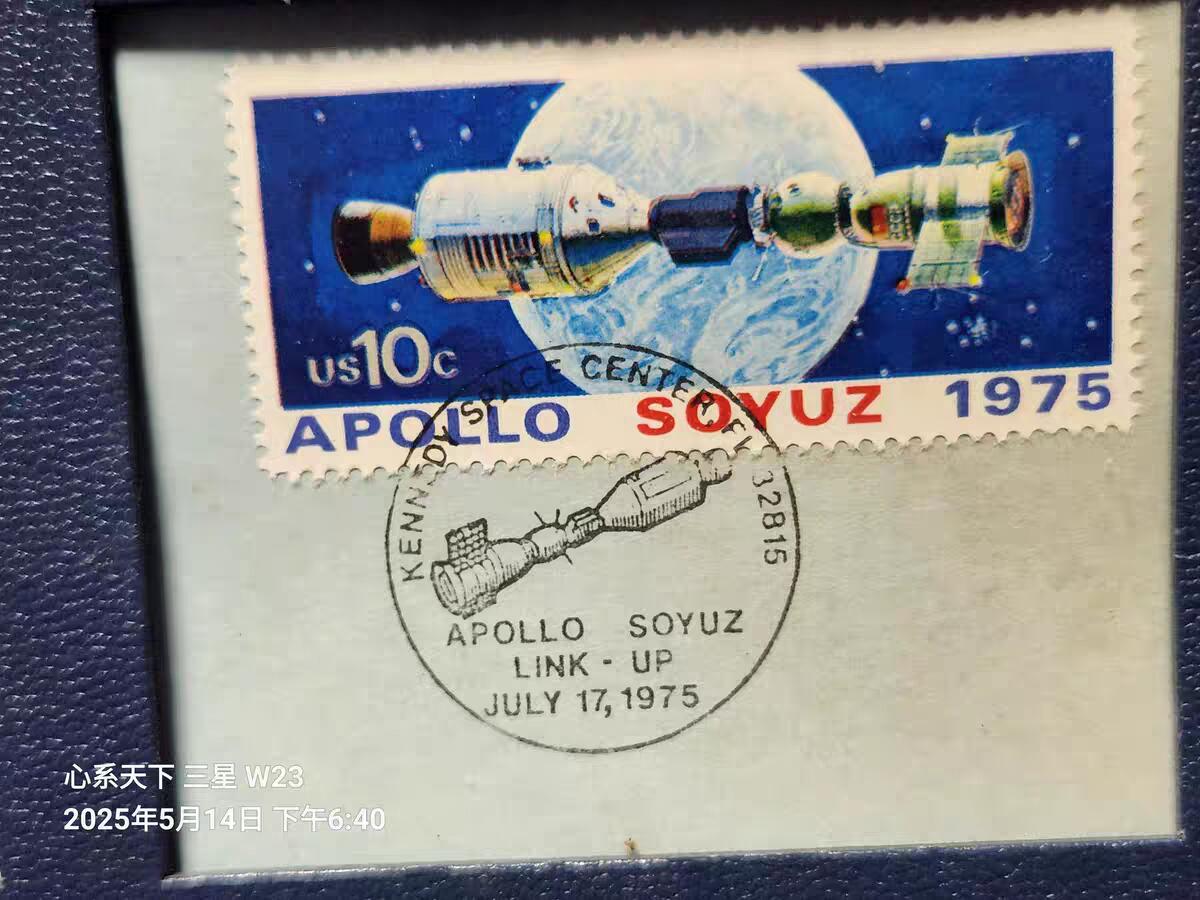 US10c
APOLLO SOYUZ 1975
KENNEDY SPACE CENTER, FL 32815
APOLLO SOYUZ
LINK - UP
JULY 17, 1975
心系天下 三星 W23
2025年5月14日 下午6:40